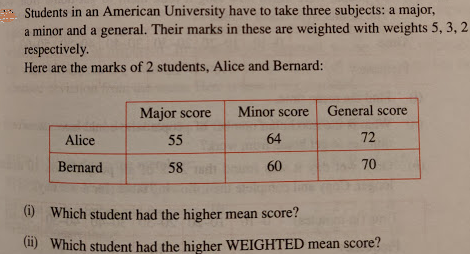 Students in an American University have to take three subjects: a major,
a minor and a general. Their marks in these are weighted with weights 5, 3, 2
respectively.
Here are the marks of 2 students, Alice and Bernard:
Major score Minor score General score
Alice 55 64 72
Bernard 58 60 70
(i) Which student had the higher mean score?
(ii) Which student had the higher WEIGHTED mean score?